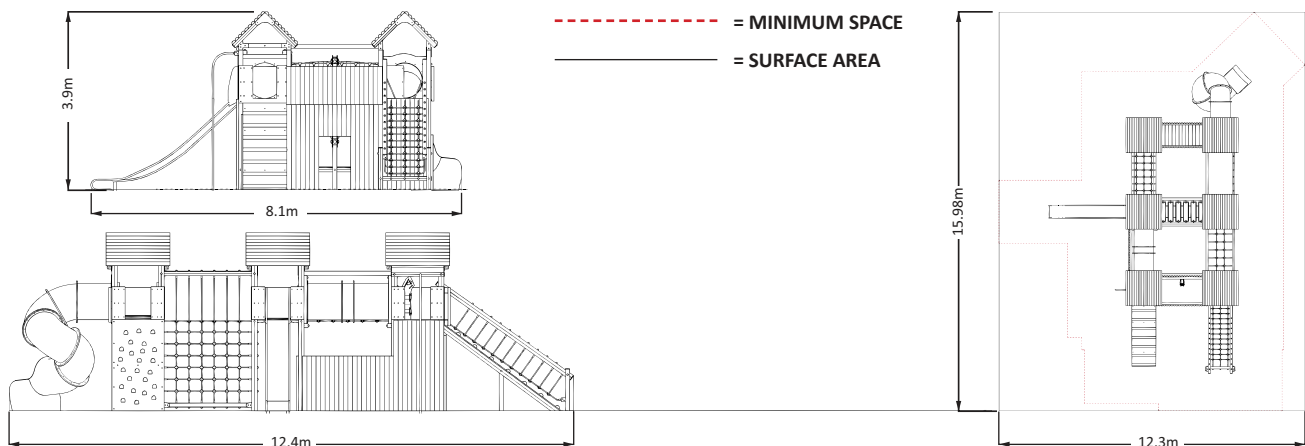 = MINIMUM SPACE
= SURFACE AREA
3.9m
8.1m
12.4m
15.98m
12.3m